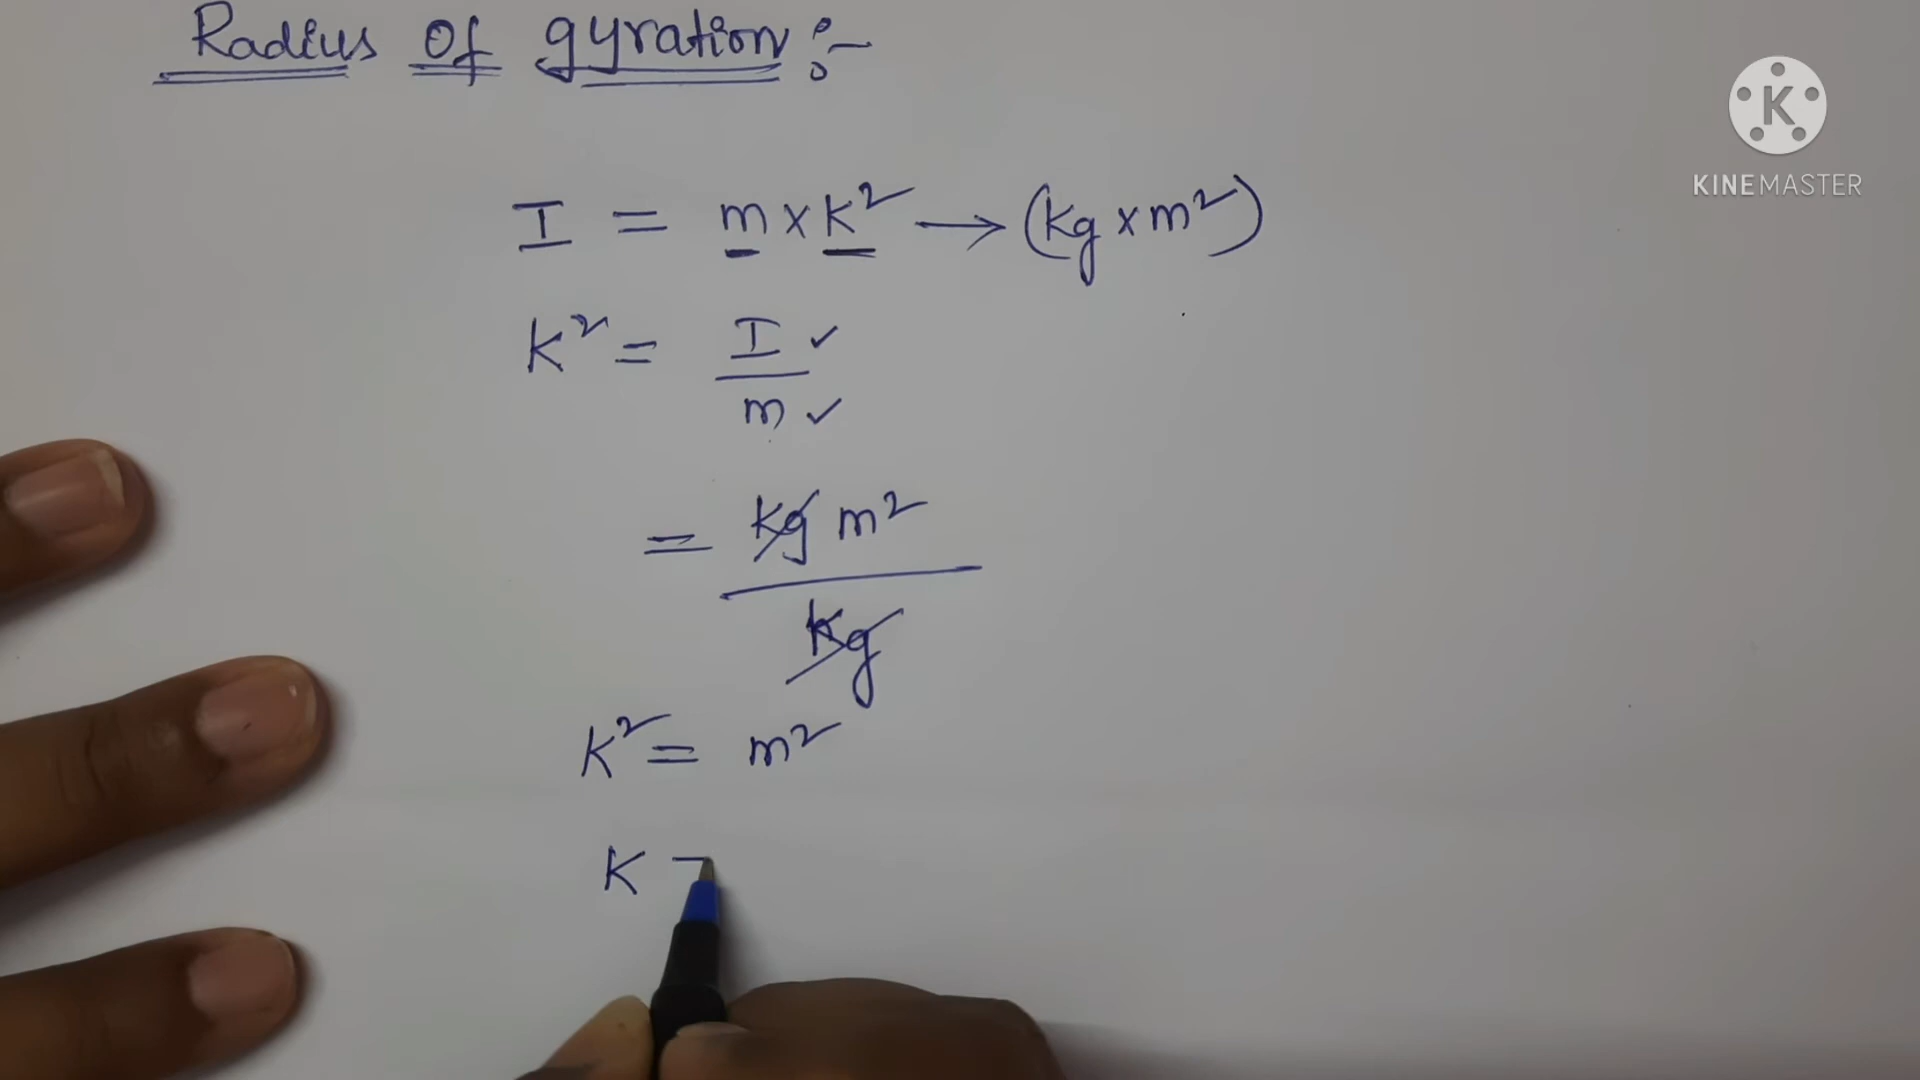 Radius Of gyration :-
K
KINEMASTER
I = m × K² → (Kg × m²)
K² = I ✓
m ✓
= Kg m²
Kg
K² = m²
K -